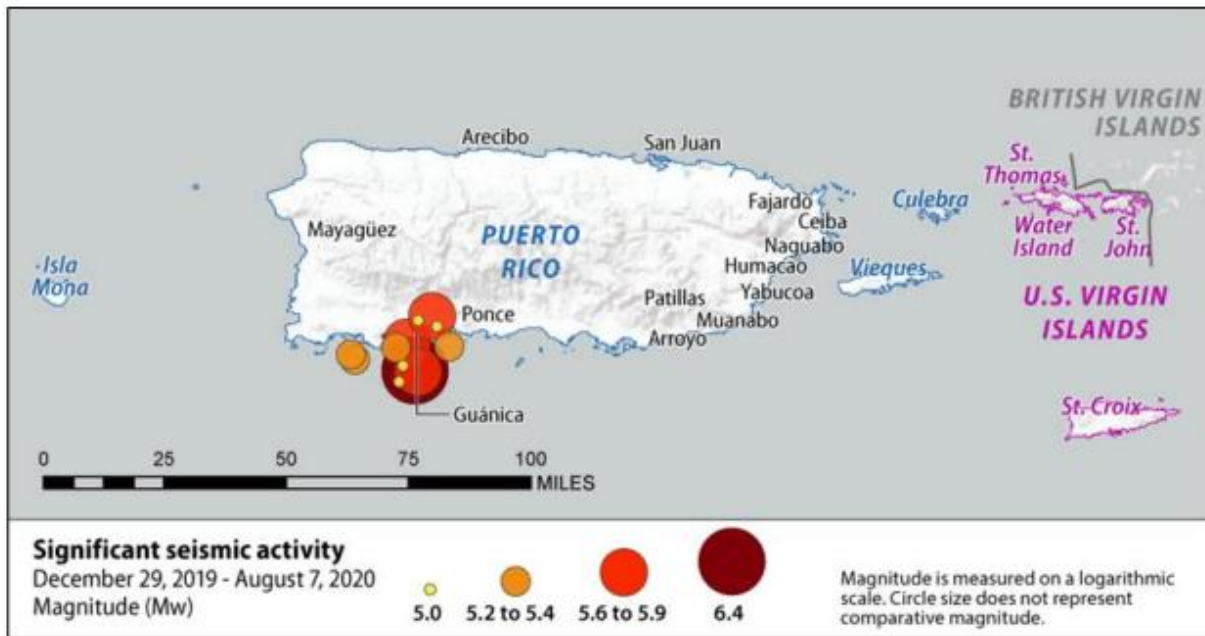 BRITISH VIRGIN
ISLANDS
Arecibo
San Juan
St.
Thomas
Fajardo
Culebra
Ceiba
Water
Island
St.
John
Mayagüez
PUERTO
RICO
Naguabo
Isla
Mona
Humacao
Vieques
Yabucoa
Patillas
U.S. VIRGIN
ISLANDS
Ponce
Muanabo
Arroyo
Guánica
St. Croix
0 25 50 75 100
MILES
Significant seismic activity
December 29, 2019 - August 7, 2020
Magnitude (Mw)
5.0 5.2 to 5.4 5.6 to 5.9 6.4
Magnitude is measured on a logarithmic
scale. Circle size does not represent
comparative magnitude.